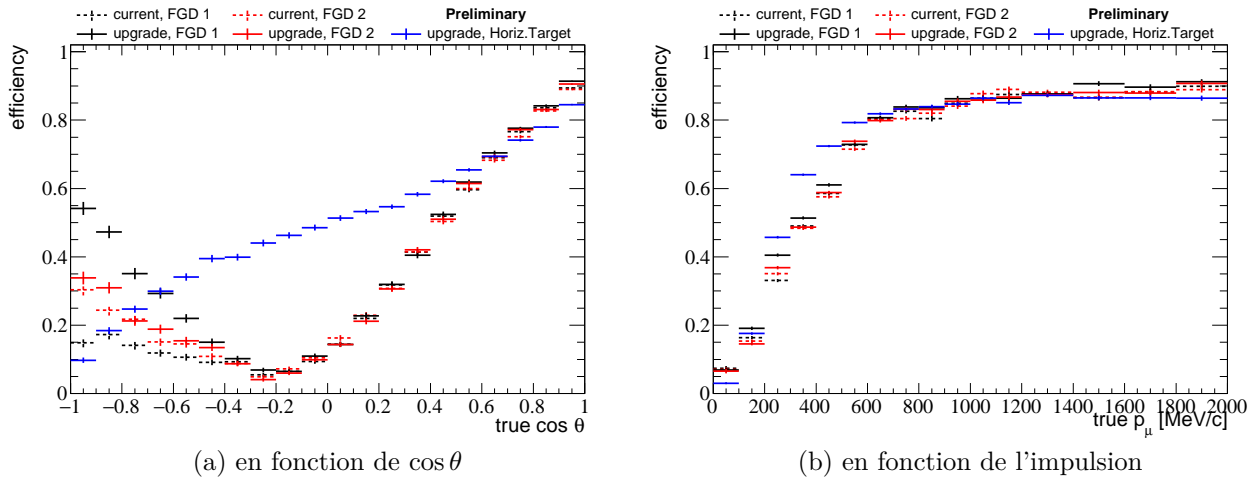 current, FGD 1 current, FGD 2 Preliminary
upgrade, FGD 1 upgrade, FGD 2 upgrade, Horiz.Target
efficiency
1
0.8
0.6
0.4
0.2
0
−1 −0.8 −0.6 −0.4 −0.2 0 0.2 0.4 0.6 0.8 1
true cos θ
(a) en fonction de cos θ
current, FGD 1 current, FGD 2 Preliminary
upgrade, FGD 1 upgrade, FGD 2 upgrade, Horiz.Target
efficiency
1
0.8
0.6
0.4
0.2
0
0 200 400 600 800 1000 1200 1400 1600 1800 2000
true pμ [MeV/c]
(b) en fonction de l'impulsion